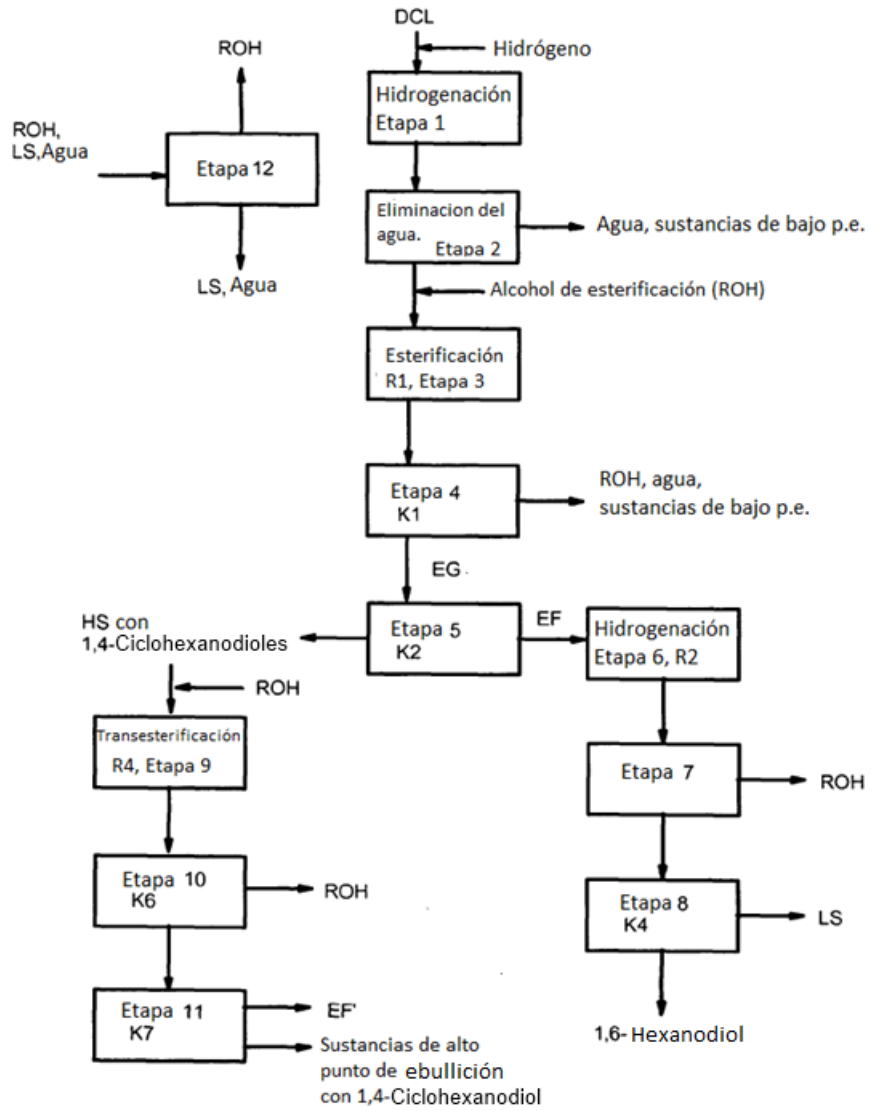 DCL
Hidrógeno
Hidrogenación
Etapa 1
ROH
ROH,
LS,Agua
Etapa 12
LS, Agua
Eliminacion del
agua.
Etapa 2
Agua, sustancias de bajo p.e.
Alcohol de esterificación (ROH)
Esterificación
R1, Etapa 3
Etapa 4
K1
ROH, agua,
sustancias de bajo p.e.
EG
Etapa 5
K2
EF
Hidrogenación
Etapa 6, R2
HS con
1,4-Ciclohexanodioles
ROH
Transesterificación
R4, Etapa 9
Etapa 7
ROH
Etapa 10
K6
ROH
Etapa 8
K4
LS
Etapa 11
K7
EF'
Sustancias de alto
punto de ebullición
con 1,4-Ciclohexanodiol
1,6-Hexanodiol